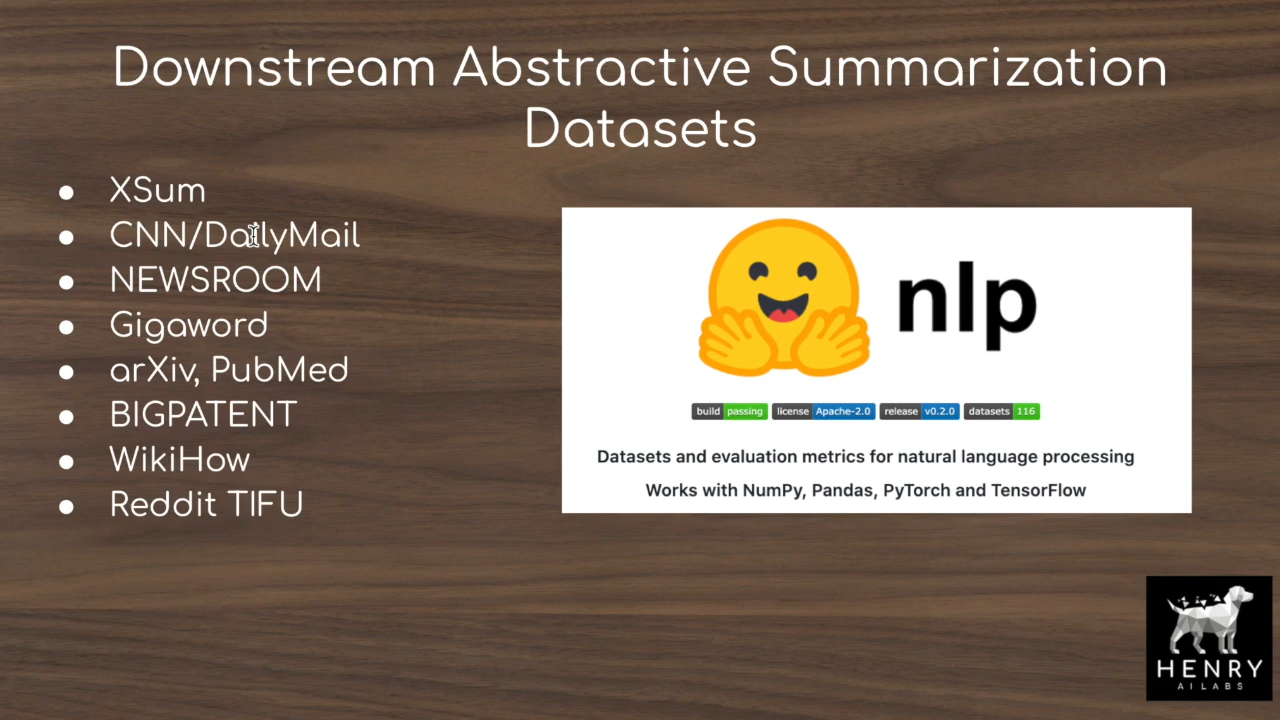 Downstream Abstractive Summarization
Datasets
● XSum
● CNN/DailyMail
● NEWSROOM
● Gigaword
● arXiv, PubMed
● BIGPATENT
● WikiHow
● Reddit TIFU
nlp
build passing license Apache-2.0 release v0.2.0 datasets 116
Datasets and evaluation metrics for natural language processing
Works with NumPy, Pandas, PyTorch and TensorFlow
HENRY
AI LABS